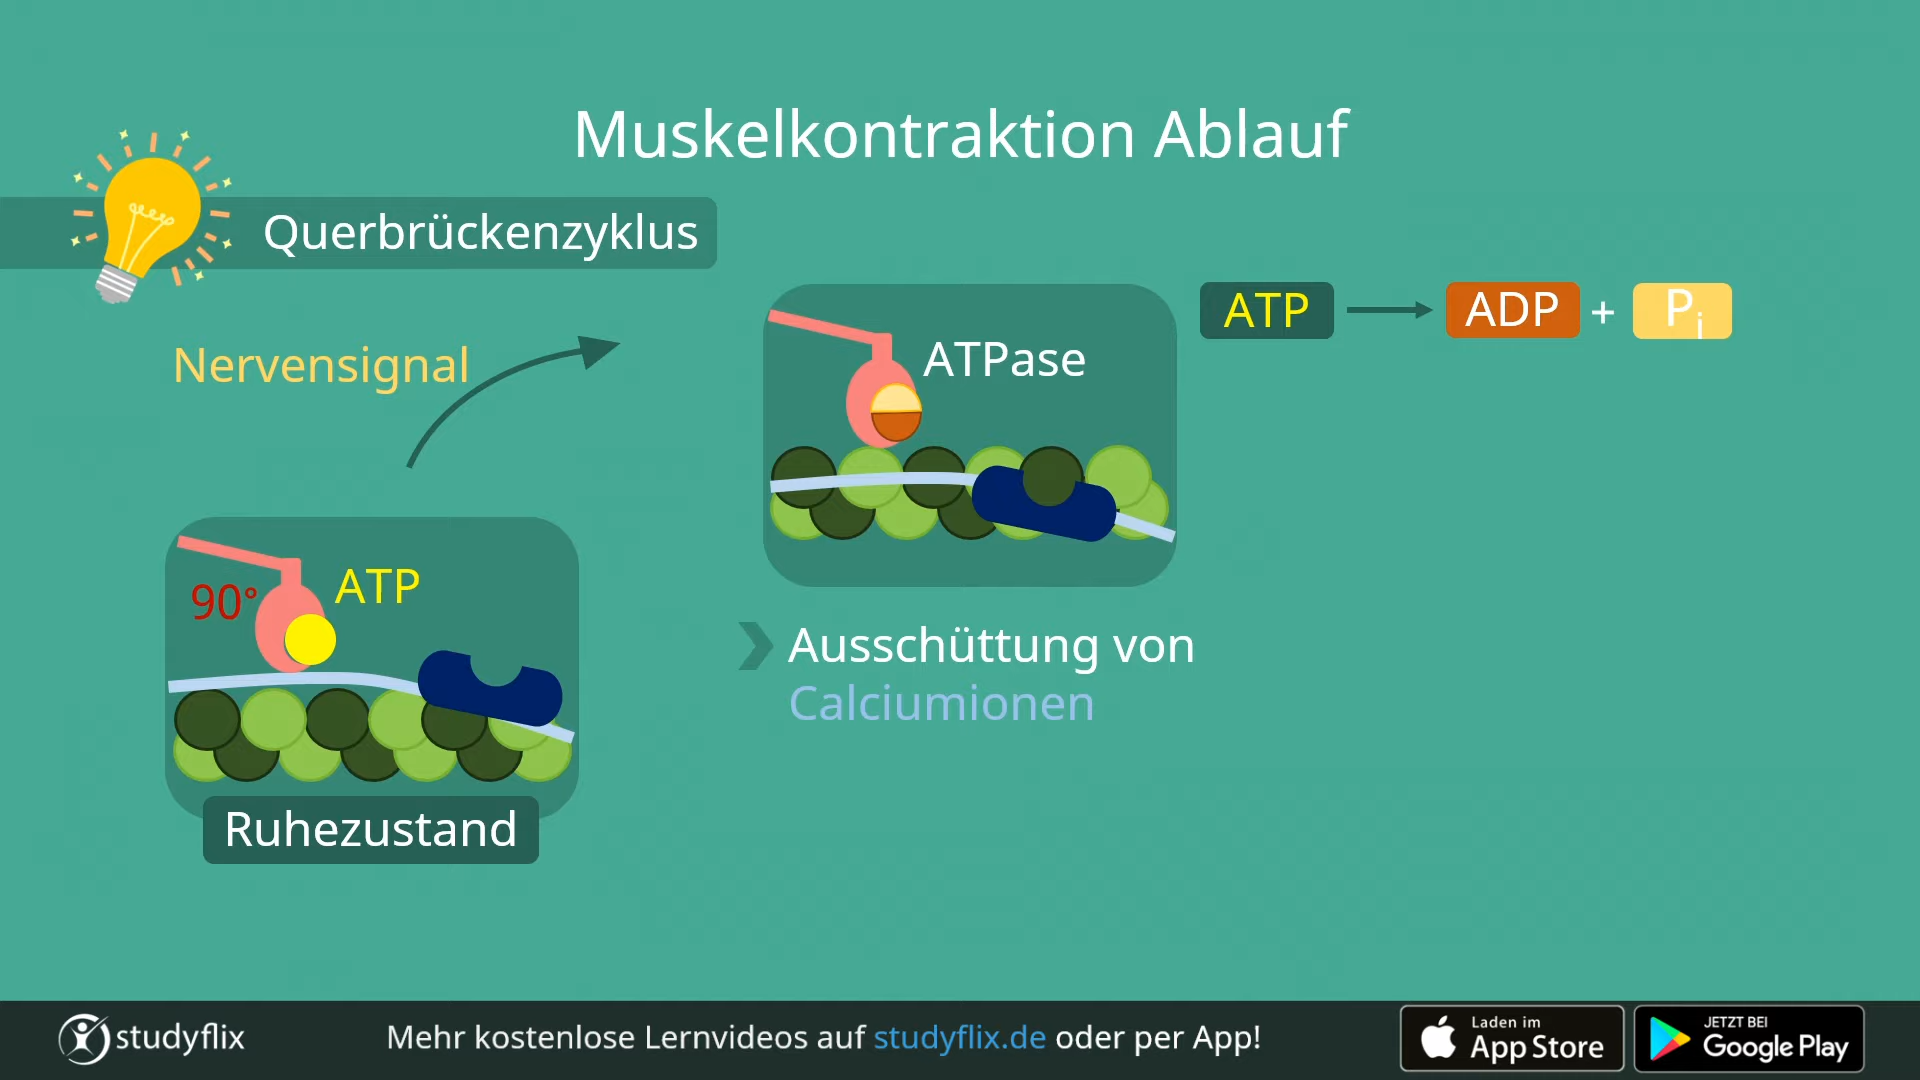 Muskelkontraktion Ablauf
Querbrückenzyklus
Nervensignal
ATPase
ATP
ADP + Pi
90°
ATP
Ausschüttung von
Calciumionen
Ruhezustand
studyflix
Mehr kostenlose Lernvideos auf studyflix.de oder per App!
Laden im
App Store
JETZT BEI
Google Play